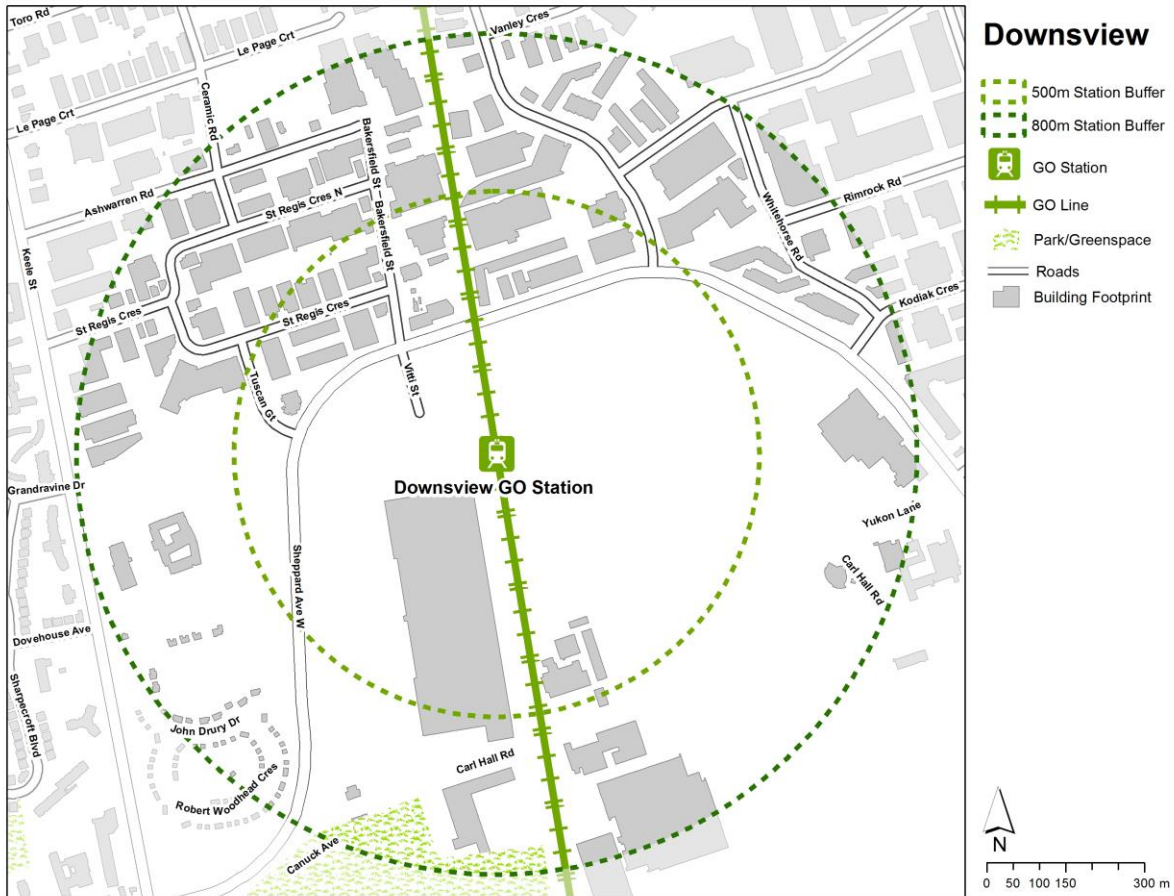 Toro Rd
Le Page Crt
Vanley Cres
Le Page Crt
Ceramic Rd
Bakersfield St
Bakersfield St
Ashwarren Rd
St Regis Cres N
Whitehorse Rd
Rimrock Rd
Keele St
St Regis Cres
St Regis Cres
Kodiak Cres
Tuscan Gt
Vitti St
Downsview GO Station
Grandravine Dr
Yukon Lane
Sheppard Ave W
Carl Hall Rd
Dovehouse Ave
Sharpecroft Blvd
John Drury Dr
Carl Hall Rd
Robert Woodhead Cres
Canuck Ave
Downsview
500m Station Buffer
800m Station Buffer
GO Station
GO Line
Park/Greenspace
Roads
Building Footprint
N
0 50 100 150 300 m